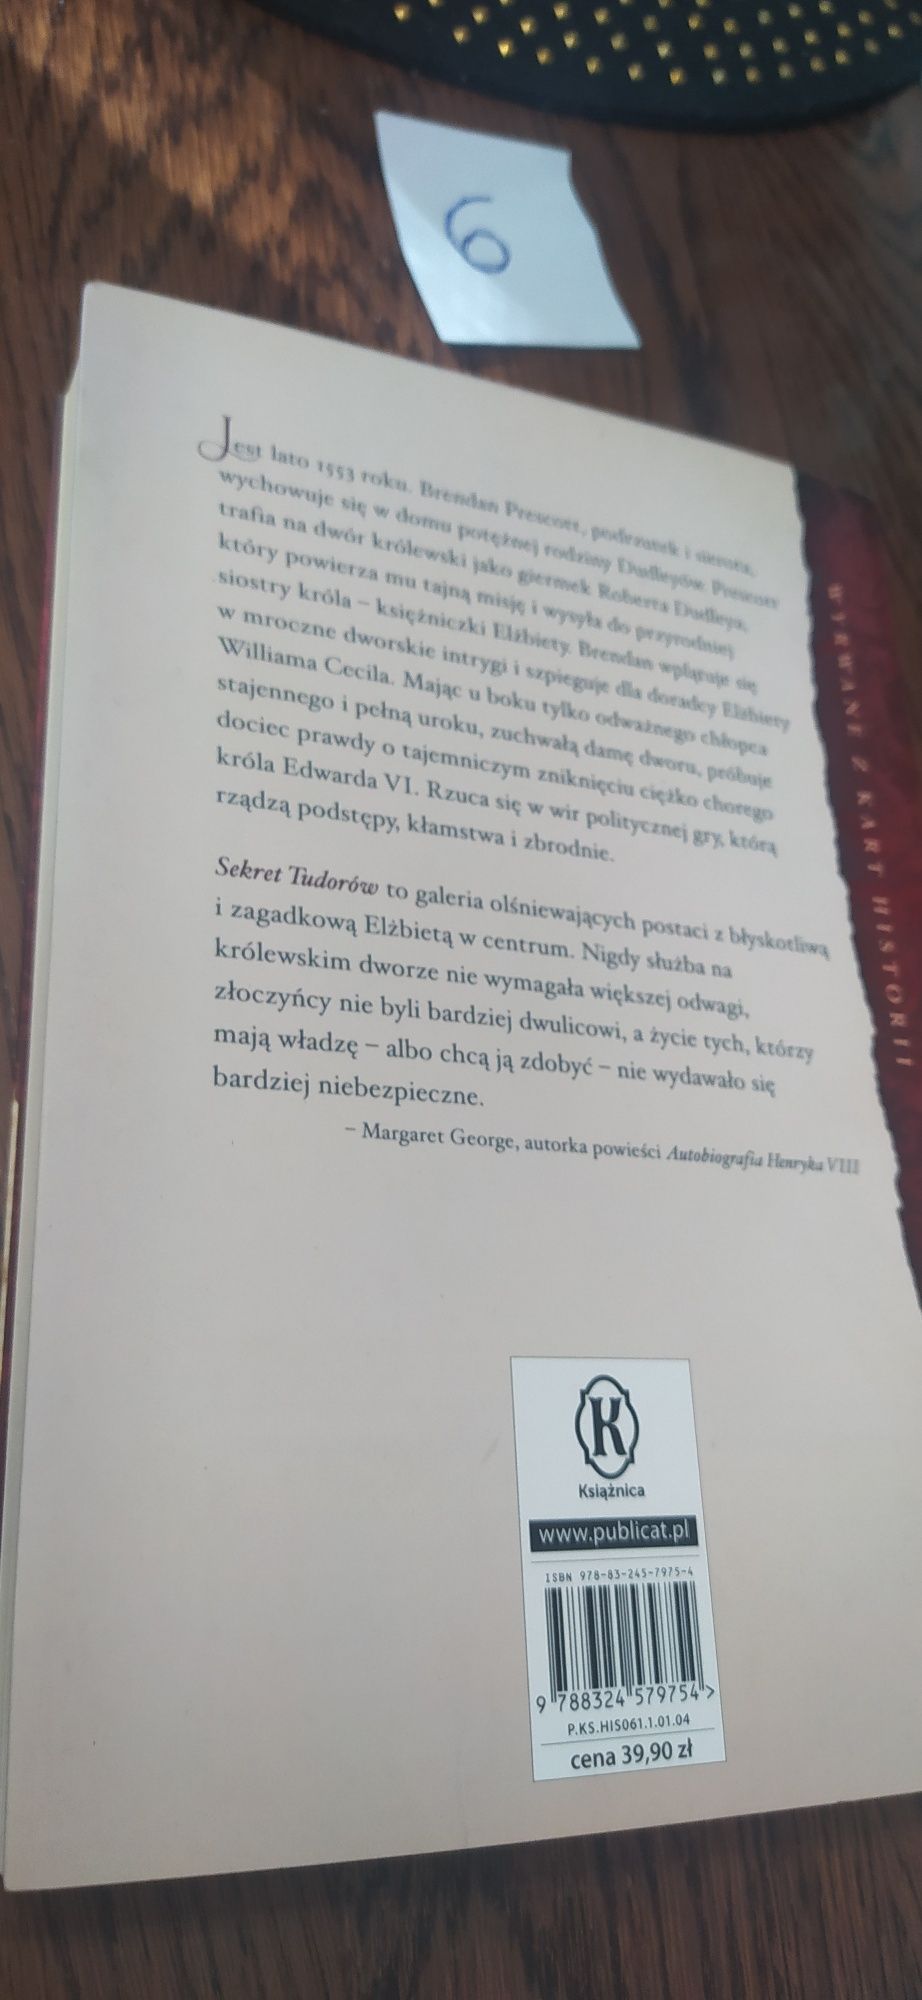 6
Jest lato 1553 roku. Brendan Prescott, podrzutek i sierota,
wychowuje się w domu potężnej rodziny Dudleyów. Prescott
trafia na dwór królewski jako giermek Roberta Dudleya,
który powierza mu tajną misję i wysyła do przyrodniej
siostry króla – księżniczki Elżbiety. Brendan wplątuje się
w mroczne dworskie intrygi i szpieguje dla doradcy Elżbiety
Williama Cecila. Mając u boku tylko odważnego chłopca
stajennego i pełną uroku, zuchwałą damę dworu, próbuje
dociec prawdy o tajemniczym zniknięciu ciężko chorego
króla Edwarda VI. Rzuca się w wir politycznej gry, którą
rządzą podstępy, kłamstwa i zbrodnie.
Sekret Tudorów to galeria olśniewających postaci z błyskotliwą
i zagadkową Elżbietą w centrum. Nigdy służba na
królewskim dworze nie wymagała większej odwagi,
złoczyńcy nie byli bardziej dwulicowi, a życie tych, którzy
mają władzę – albo chcą ją zdobyć – nie wydawało się
bardziej niebezpieczne.
– Margaret George, autorka powieści Autobiografia Henryka VIII
WYRWANE Z KART HISTORII
K
Książnica
www.publicat.pl
ISBN 978-83-245-7975-4
9 788324 579754 >
P.KS.HIS061.1.01.04
cena 39,90 zł